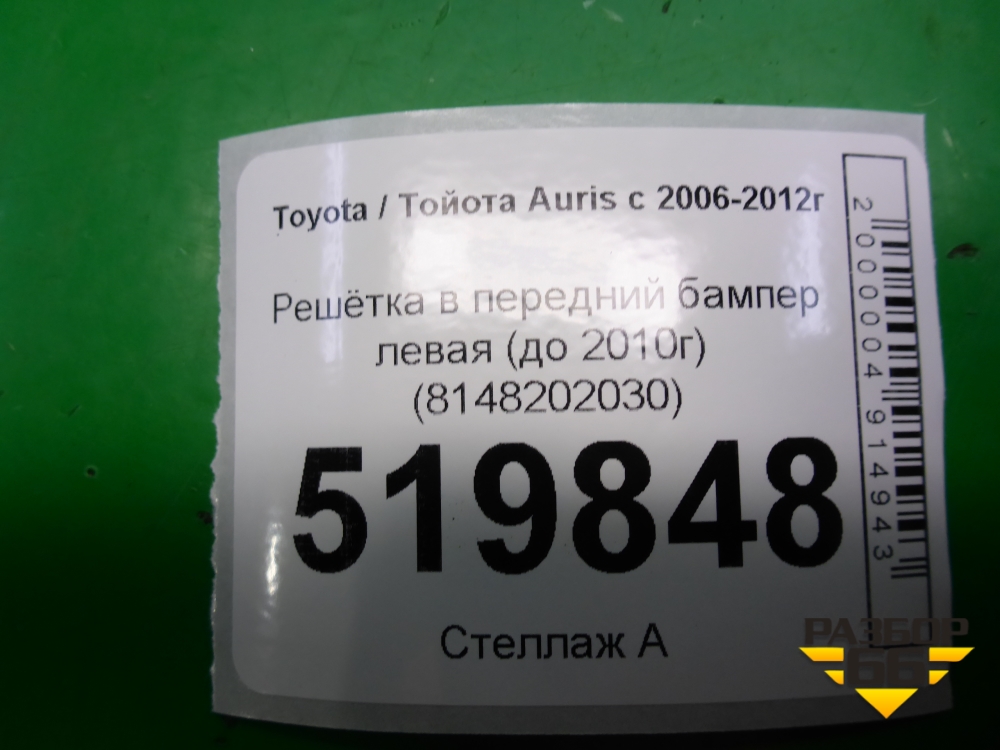 Toyota / Тойота Auris с 2006-2012г
Решётка в передний бампер
левая (до 2010г)
(8148202030)
519848
Стеллаж А
2000004914943
РАЗБОР
66